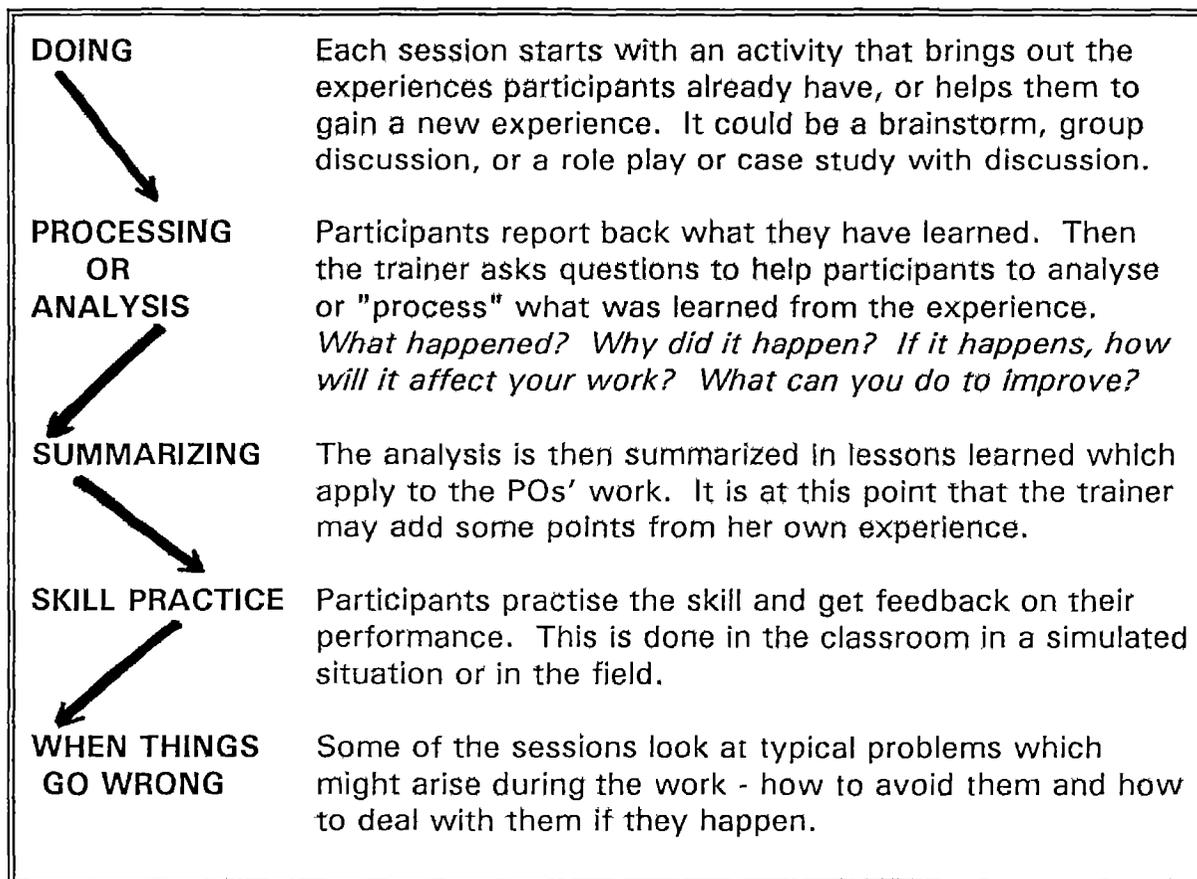 DOING
Each session starts with an activity that brings out the
experiences participants already have, or helps them to
gain a new experience. It could be a brainstorm, group
discussion, or a role play or case study with discussion.
PROCESSING
OR
ANALYSIS
Participants report back what they have learned. Then
the trainer asks questions to help participants to analyse
or "process" what was learned from the experience.
What happened? Why did it happen? If it happens, how
will it affect your work? What can you do to improve?
SUMMARIZING
The analysis is then summarized in lessons learned which
apply to the POs' work. It is at this point that the trainer
may add some points from her own experience.
SKILL PRACTICE
Participants practise the skill and get feedback on their
performance. This is done in the classroom in a simulated
situation or in the field.
WHEN THINGS
GO WRONG
Some of the sessions look at typical problems which
might arise during the work - how to avoid them and how
to deal with them if they happen.